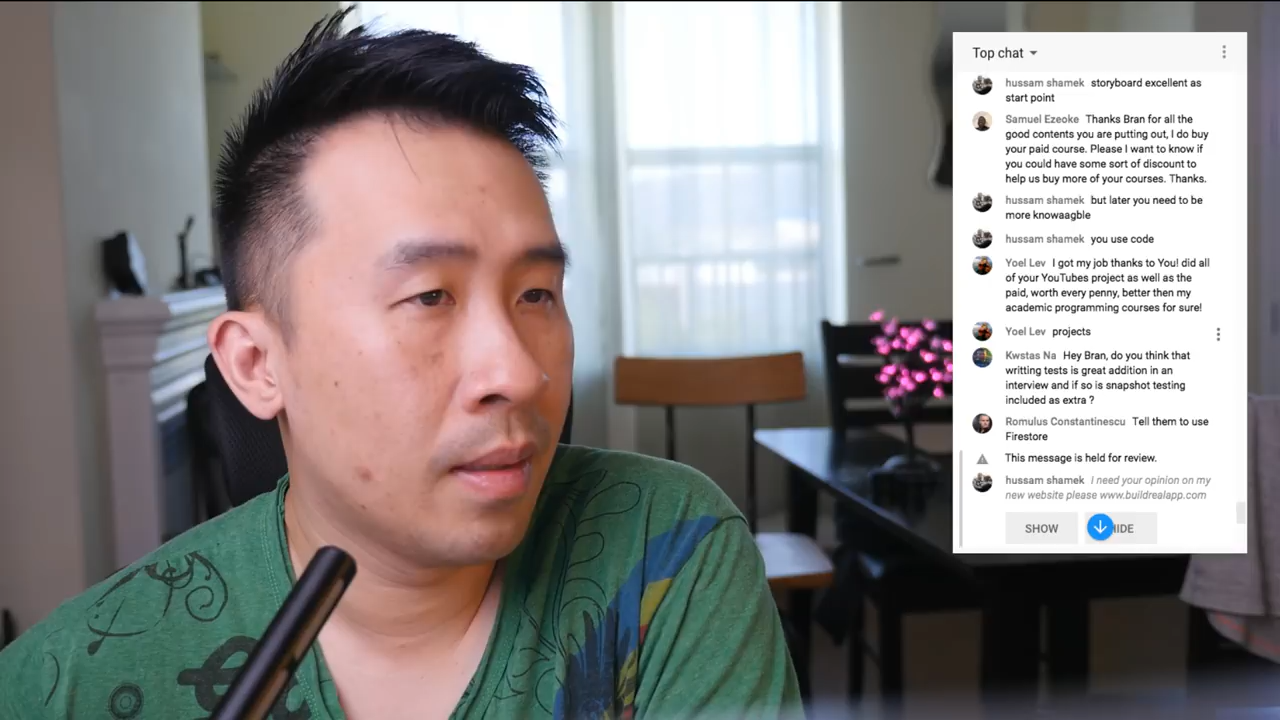 Top chat
hussam shamek storyboard excellent as
start point
Samuel Ezeoke Thanks Bran for all the
good contents you are putting out, I do buy
your paid course. Please I want to know if
you could have some sort of discount to
help us buy more of your courses. Thanks.
hussam shamek but later you need to be
more knowaagble
hussam shamek you use code
Yoel Lev I got my job thanks to You! did all
of your YouTubes project as well as the
paid, worth every penny, better then my
academic programming courses for sure!
Yoel Lev projects
Kwstas Na Hey Bran, do you think that
writting tests is great addition in an
interview and if so is snapshot testing
included as extra ?
Romulus Constantinescu Tell them to use
Firestore
This message is held for review.
hussam shamek I need your opinion on my
new website please www.buildrealapp.com
SHOW